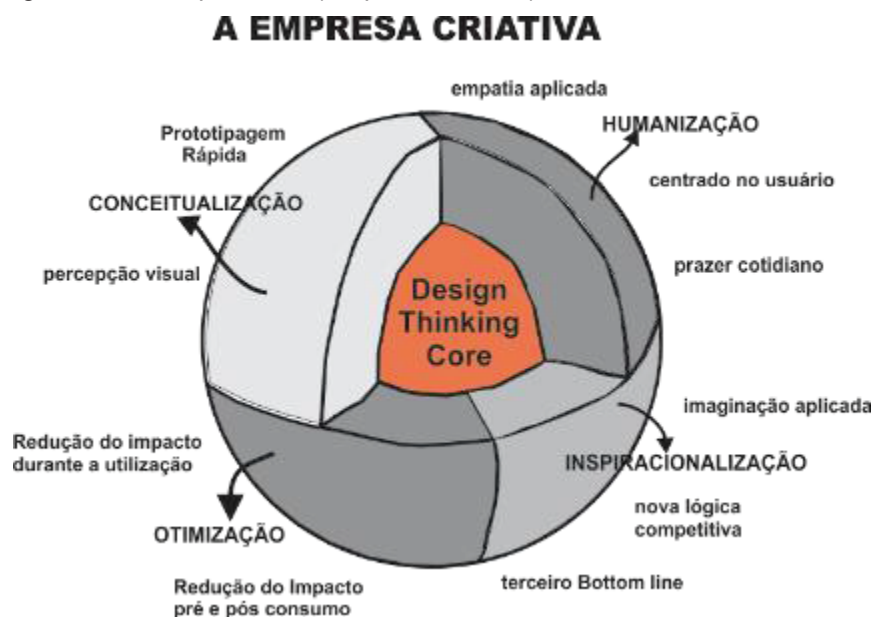 A EMPRESA CRIATIVA
empatia aplicada
Prototipagem
Rápida
HUMANIZAÇÃO
centrado no usuário
CONCEITUALIZAÇÃO
percepção visual
prazer cotidiano
Design
Thinking
Core
imaginação aplicada
Redução do impacto
durante a utilização
INSPIRACIONALIZAÇÃO
nova lógica
competitiva
OTIMIZAÇÃO
Redução do Impacto
pré e pós consumo
terceiro Bottom line